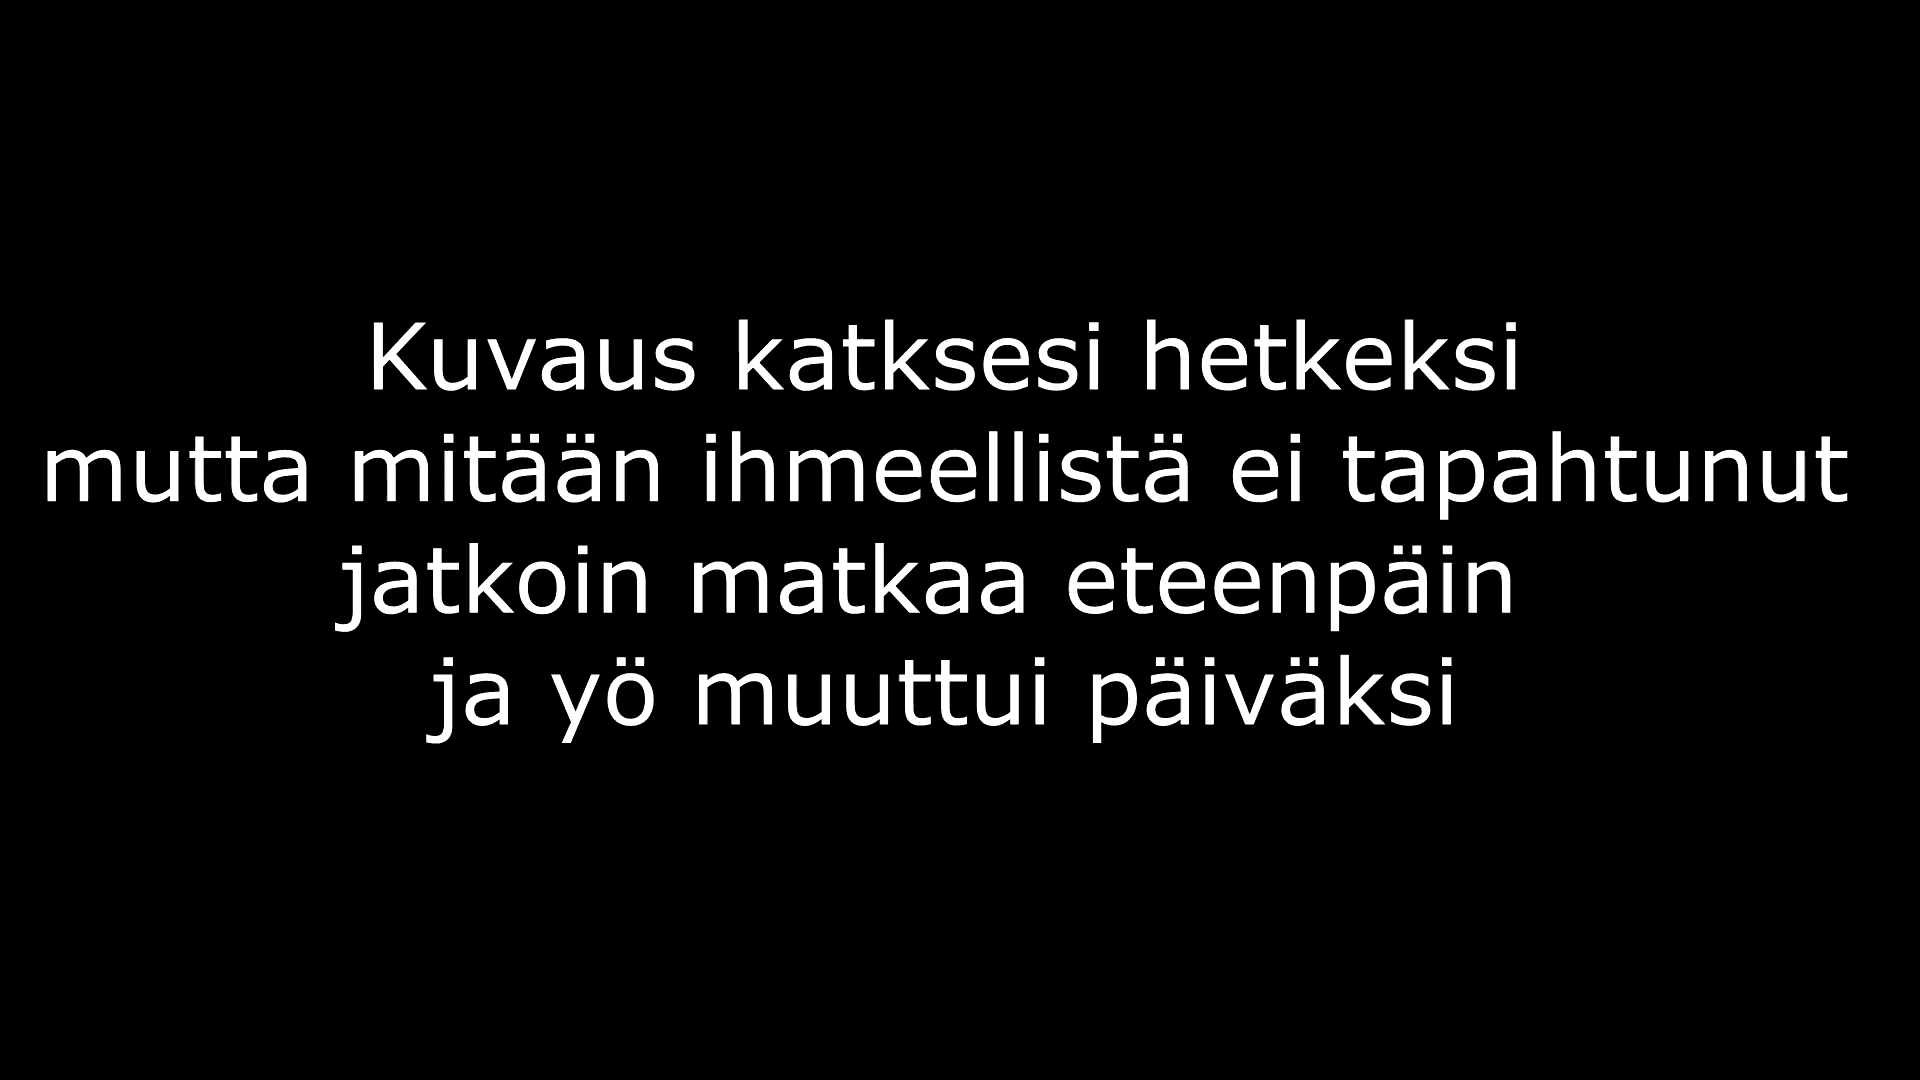 Kuvaus katksesi hetkeksi
mutta mitään ihmeellistä ei tapahtunut
jatkoin matkaa eteenpäin
ja yö muuttui päiväksi